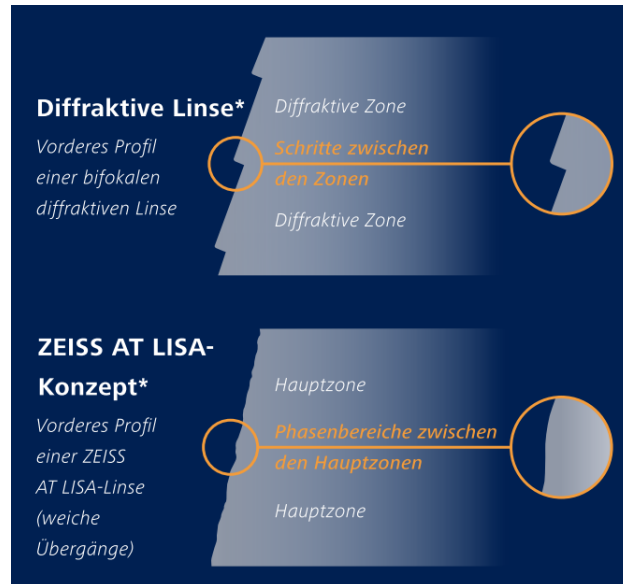 Diffraktive Linse*
Vorderes Profil
einer bifokalen
diffraktiven Linse
Diffraktive Zone
Schritte zwischen
den Zonen
Diffraktive Zone
ZEISS AT LISA-
Konzept*
Vorderes Profil
einer ZEISS
AT LISA-Linse
(weiche
Übergänge)
Hauptzone
Phasenbereiche zwischen
den Hauptzonen
Hauptzone